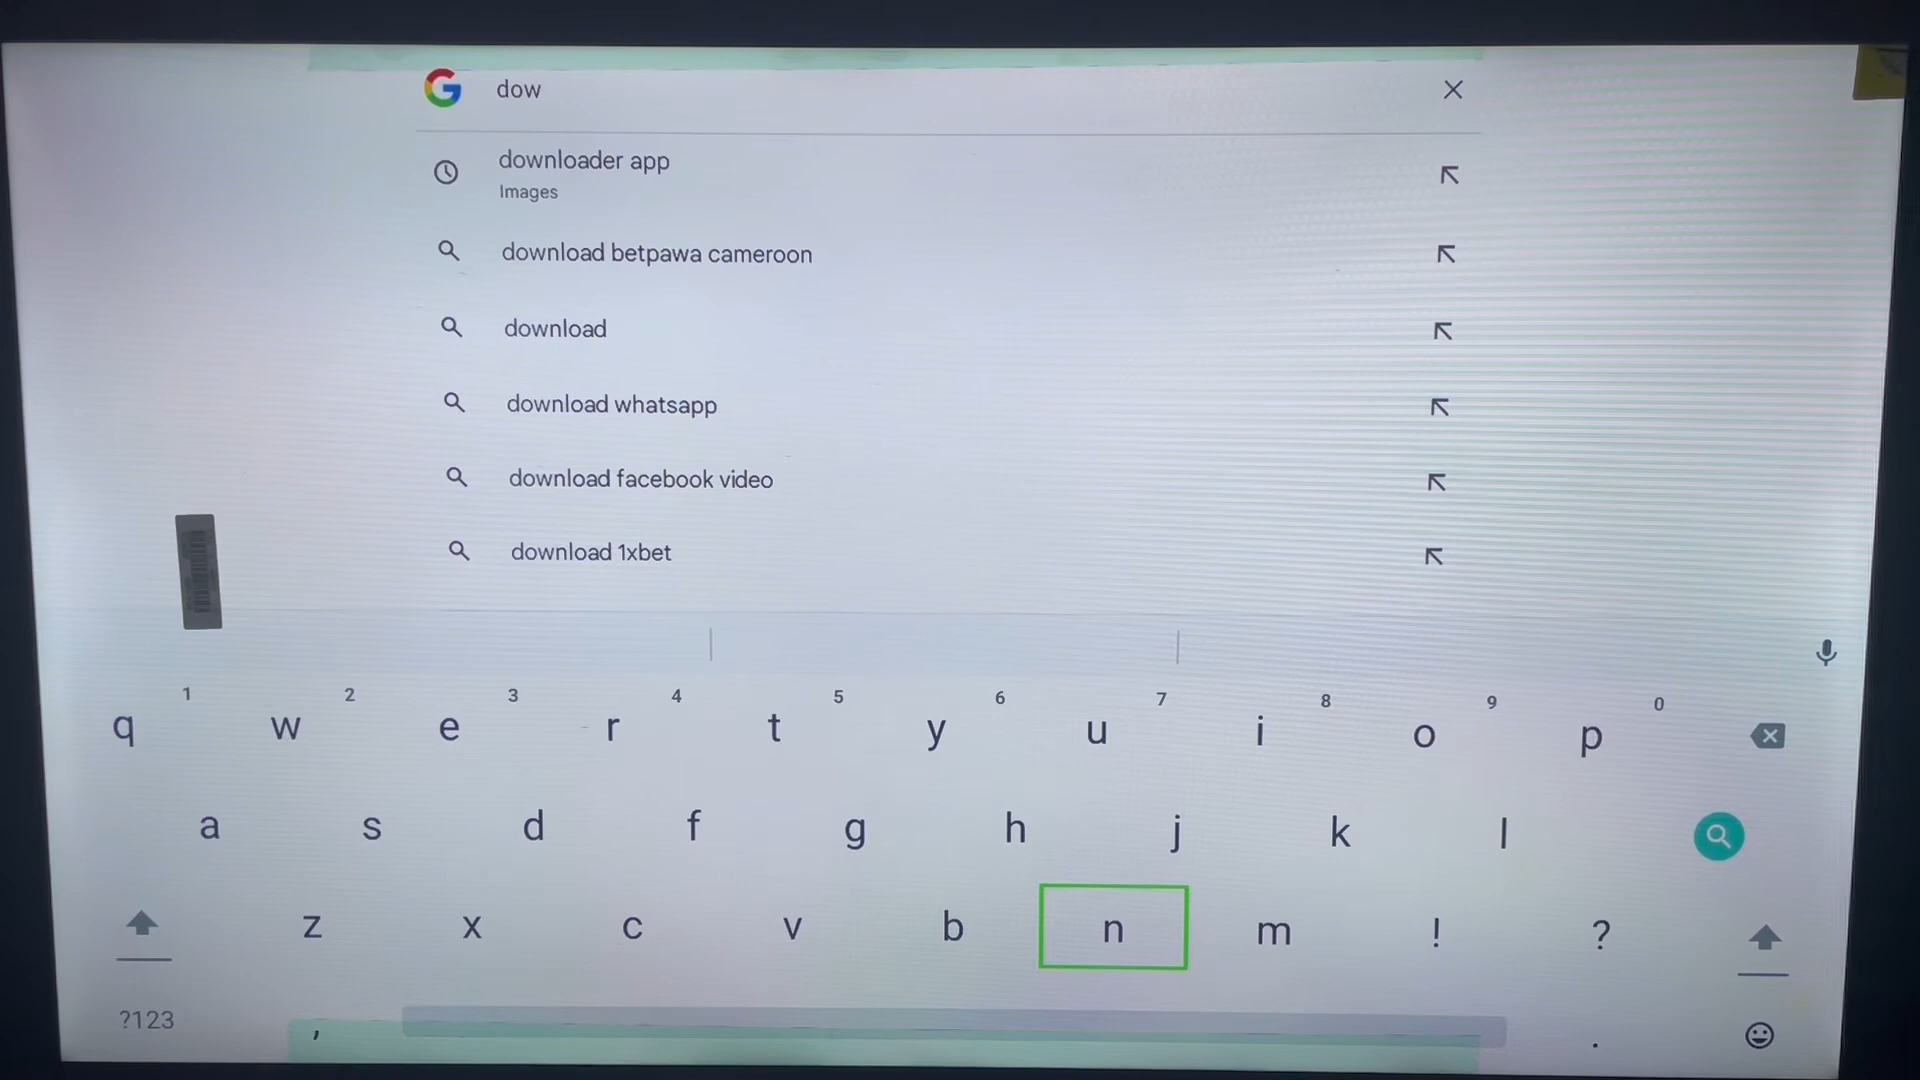 dow
downloader app
Images
download betpawa cameroon
download
download whatsapp
download facebook video
download 1xbet
1 2 3 4 5 6 7 8 9 0
q w e r t y u i o p
a s d f g h j k l
z x c v b n m ! ?
?123 , .